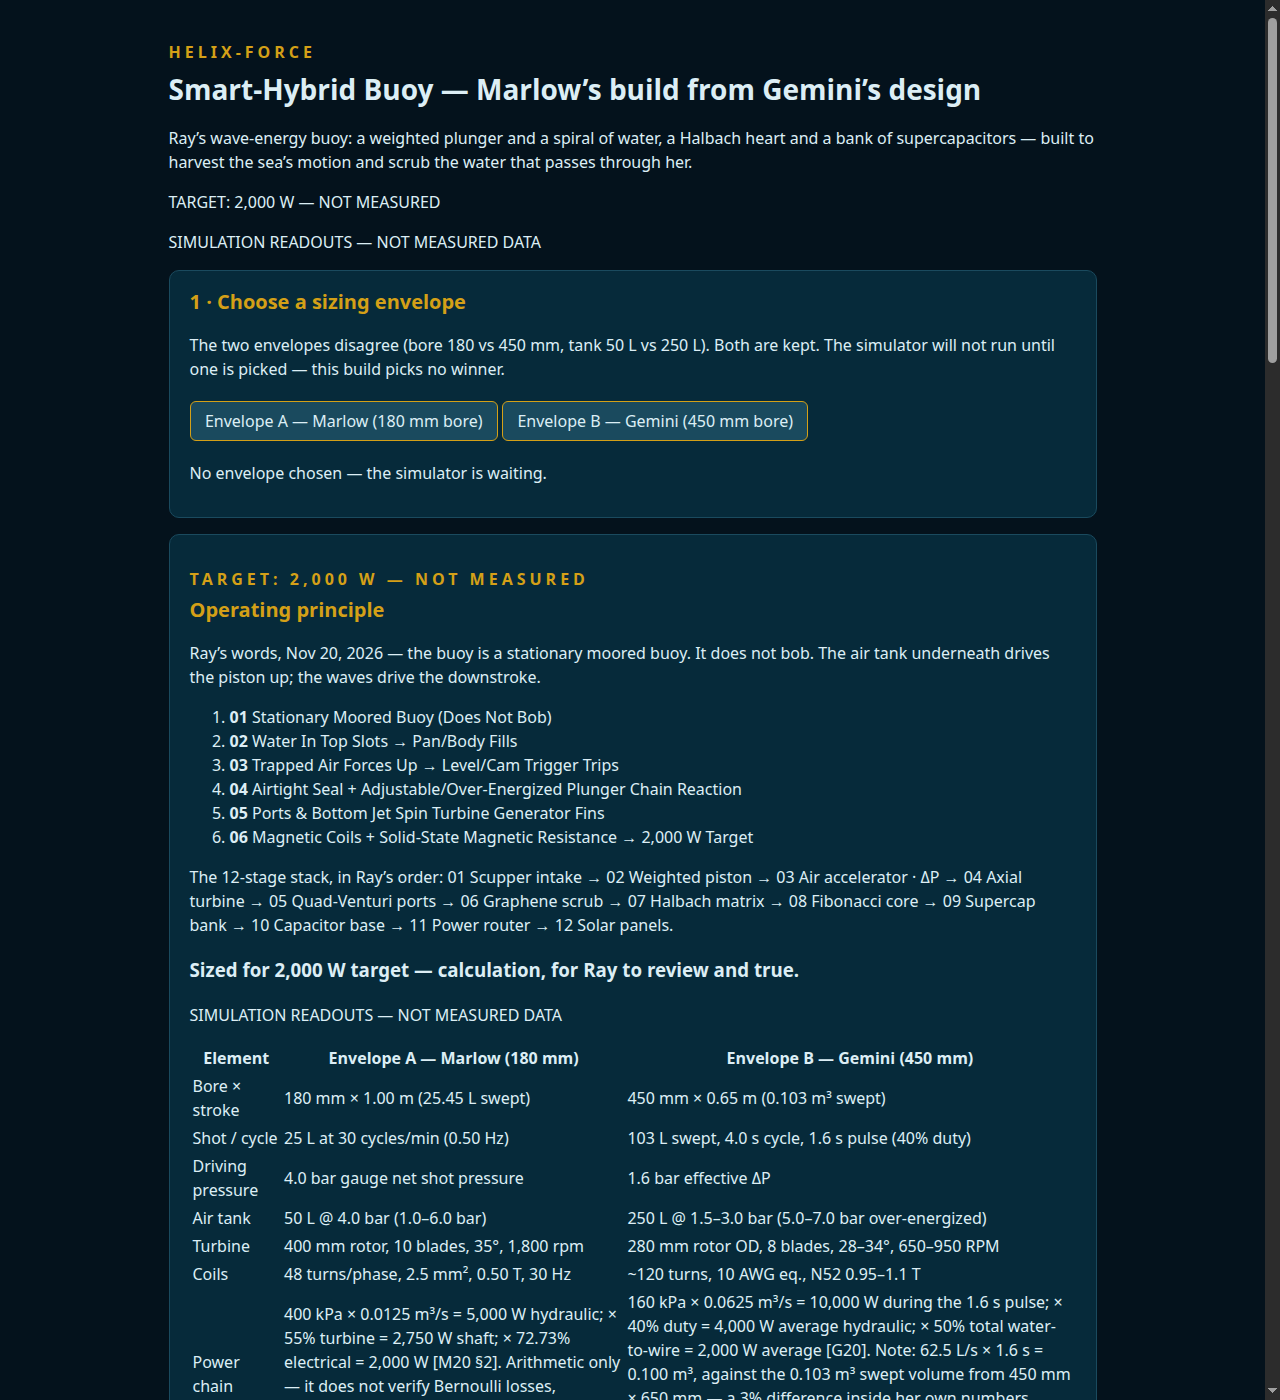 HELIX-FORCE
Smart-Hybrid Buoy — Marlow’s build from Gemini’s design
Ray’s wave-energy buoy: a weighted plunger and a spiral of water, a Halbach heart and a bank of supercapacitors — built to
harvest the sea’s motion and scrub the water that passes through her.
TARGET: 2,000 W — NOT MEASURED
SIMULATION READOUTS — NOT MEASURED DATA
1 · Choose a sizing envelope
The two envelopes disagree (bore 180 vs 450 mm, tank 50 L vs 250 L). Both are kept. The simulator will not run until
one is picked — this build picks no winner.
Envelope A — Marlow (180 mm bore) Envelope B — Gemini (450 mm bore)
No envelope chosen — the simulator is waiting.
TARGET: 2,000 W — NOT MEASURED
Operating principle
Ray’s words, Nov 20, 2026 — the buoy is a stationary moored buoy. It does not bob. The air tank underneath drives
the piston up; the waves drive the downstroke.
1. 01 Stationary Moored Buoy (Does Not Bob)
2. 02 Water In Top Slots → Pan/Body Fills
3. 03 Trapped Air Forces Up → Level/Cam Trigger Trips
4. 04 Airtight Seal + Adjustable/Over-Energized Plunger Chain Reaction
5. 05 Ports & Bottom Jet Spin Turbine Generator Fins
6. 06 Magnetic Coils + Solid-State Magnetic Resistance → 2,000 W Target
The 12-stage stack, in Ray’s order: 01 Scupper intake → 02 Weighted piston → 03 Air accelerator · ΔP → 04 Axial
turbine → 05 Quad-Venturi ports → 06 Graphene scrub → 07 Halbach matrix → 08 Fibonacci core → 09 Supercap
bank → 10 Capacitor base → 11 Power router → 12 Solar panels.
Sized for 2,000 W target — calculation, for Ray to review and true.
SIMULATION READOUTS — NOT MEASURED DATA
Element Envelope A — Marlow (180 mm) Envelope B — Gemini (450 mm)
Bore ×
stroke 180 mm × 1.00 m (25.45 L swept) 450 mm × 0.65 m (0.103 m³ swept)
Shot / cycle 25 L at 30 cycles/min (0.50 Hz) 103 L swept, 4.0 s cycle, 1.6 s pulse (40% duty)
Driving
pressure 4.0 bar gauge net shot pressure 1.6 bar effective ΔP
Air tank 50 L @ 4.0 bar (1.0–6.0 bar) 250 L @ 1.5–3.0 bar (5.0–7.0 bar over-energized)
Turbine 400 mm rotor, 10 blades, 35°, 1,800 rpm 280 mm rotor OD, 8 blades, 28–34°, 650–950 RPM
Coils 48 turns/phase, 2.5 mm², 0.50 T, 30 Hz ~120 turns, 10 AWG eq., N52 0.95–1.1 T
Power
chain
400 kPa × 0.0125 m³/s = 5,000 W hydraulic; ×
55% turbine = 2,750 W shaft; × 72.73%
electrical = 2,000 W [M20 §2]. Arithmetic only
— it does not verify Bernoulli losses,
160 kPa × 0.0625 m³/s = 10,000 W during the 1.6 s pulse; ×
40% duty = 4,000 W average hydraulic; × 50% total water-
to-wire = 2,000 W average [G20]. Note: 62.5 L/s × 1.6 s =
0.100 m³, against the 0.103 m³ swept volume from 450 mm
× 650 mm — a 3% difference inside her own numbers,